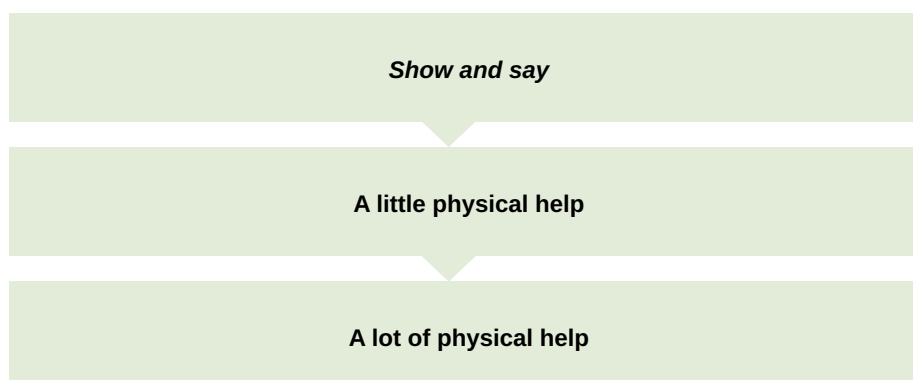 Show and say
A little physical help
A lot of physical help